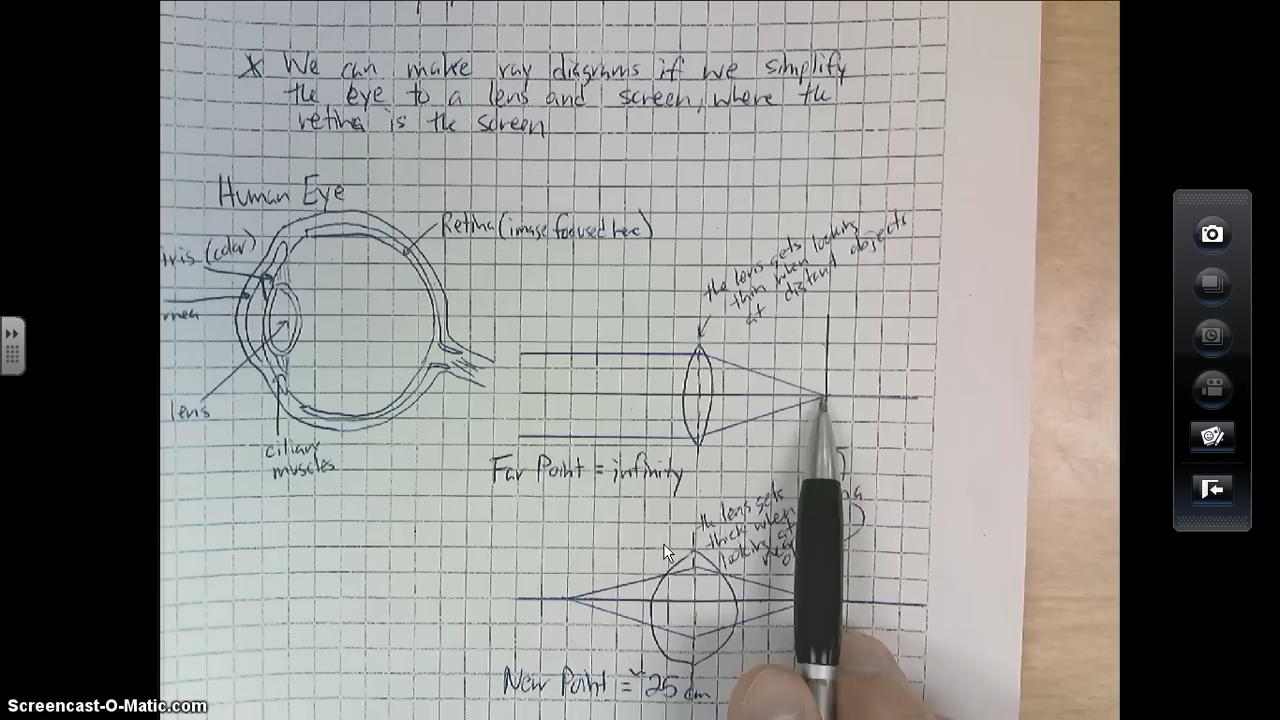 * We can make ray diagrams if we simplify
the eye to a lens and screen, where the
retina is the screen
Human Eye
iris (color)
Retina (image focused here)
lens
ciliary
muscles
the lens gets
thin when looking
at distant objects
Far Point = infinity
the lens gets
thick when
looking at
Near Point = ~25 cm
Screencast-O-Matic.com